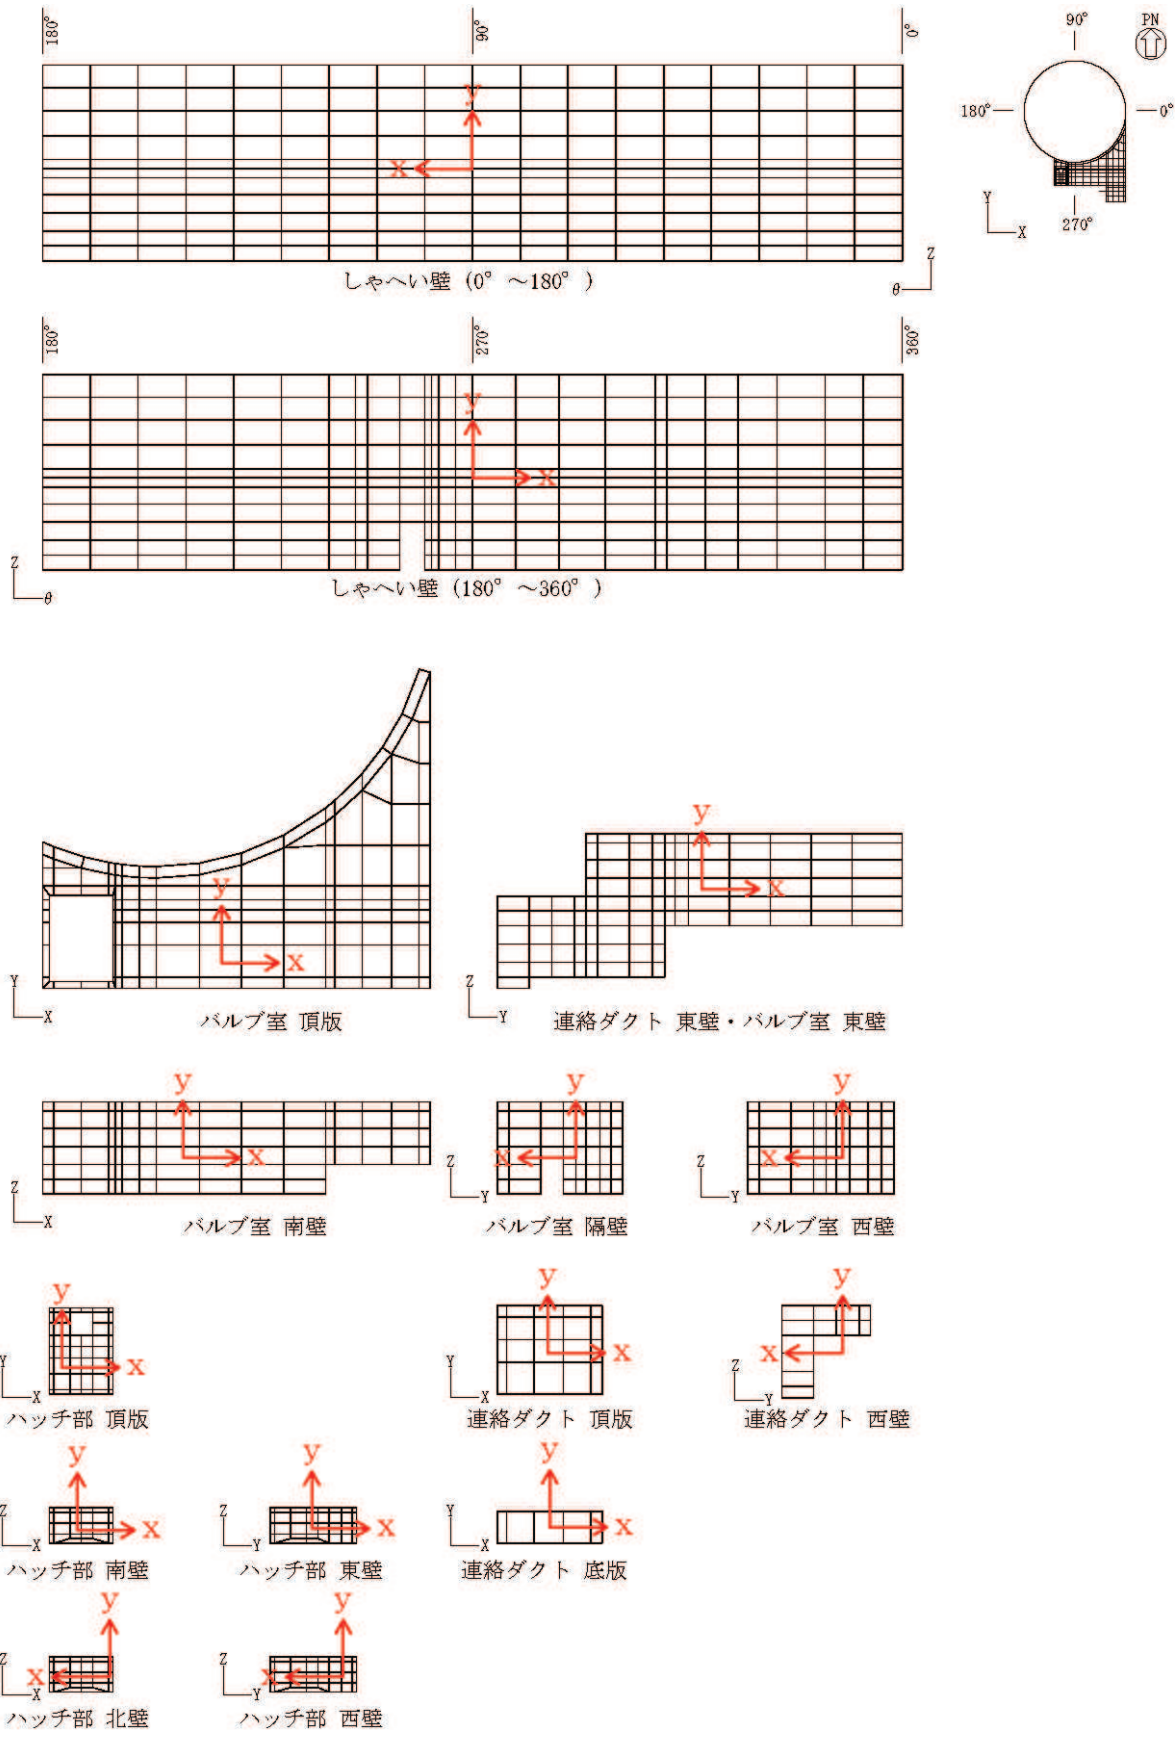 180° 90° 0° 90° PN
y
180° 0°
x
Y
270°
X
Z
しゃへい壁 (0° ～180° )
θ
180° 270° 360°
y
x
Z
しゃへい壁 (180° ～360° )
θ
y
y
x
x
Y
Z
X
Y
バルブ室 頂版
連絡ダクト 東壁・バルブ室 東壁
y y y
x x x
Z Z Z
X Y Y
バルブ室 南壁 バルブ室 隔壁 バルブ室 西壁
y y y
x x x
Y Y Z
X X Y
ハッチ部 頂版 連絡ダクト 頂版 連絡ダクト 西壁
y y y
x x x
Z Z Y
X Y X
ハッチ部 南壁 ハッチ部 東壁 連絡ダクト 底版
y y
x x
Z Z
X Y
ハッチ部 北壁 ハッチ部 西壁